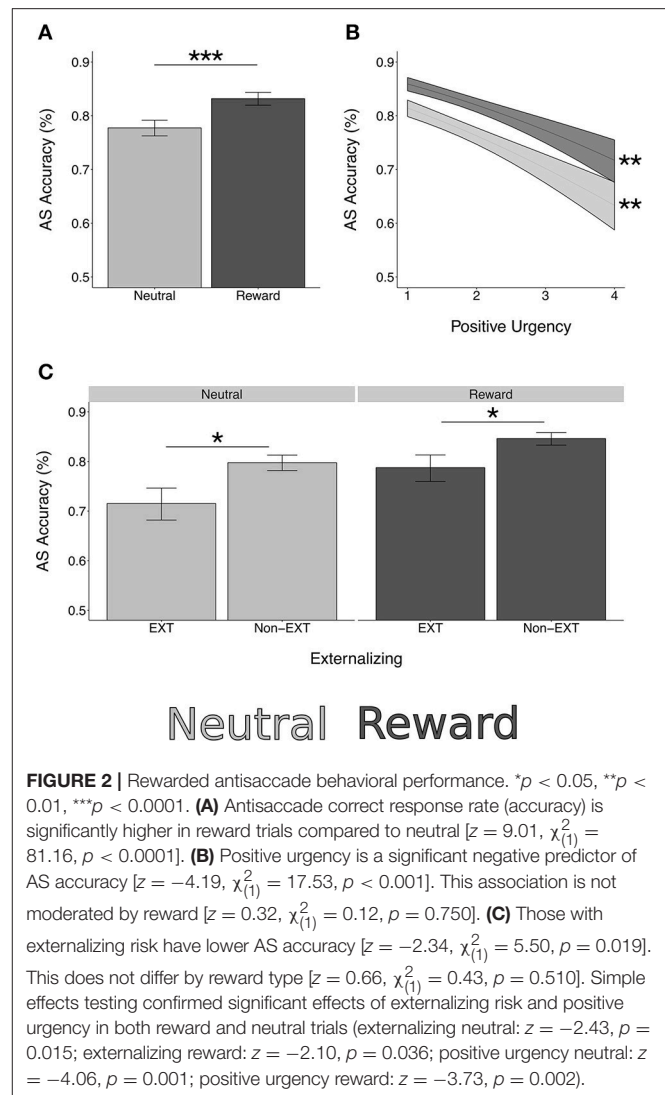 A
B
***
0.9
0.8
0.7
0.6
0.5
AS Accuracy (%)
Neutral
Reward
0.9
0.8
0.7
0.6
0.5
AS Accuracy (%)
**
**
1
2
3
4
Positive Urgency
C
Neutral
Reward
*
*
0.9
0.8
0.7
0.6
0.5
AS Accuracy (%)
EXT
Non−EXT
EXT
Non−EXT
Externalizing
Neutral Reward
FIGURE 2 | Rewarded antisaccade behavioral performance. *p < 0.05, **p <
0.01, ***p < 0.0001. (A) Antisaccade correct response rate (accuracy) is
significantly higher in reward trials compared to neutral [z = 9.01, χ²(1) =
81.16, p < 0.0001]. (B) Positive urgency is a significant negative predictor of
AS accuracy [z = −4.19, χ²(1) = 17.53, p < 0.001]. This association is not
moderated by reward [z = 0.32, χ²(1) = 0.12, p = 0.750]. (C) Those with
externalizing risk have lower AS accuracy [z = −2.34, χ²(1) = 5.50, p = 0.019].
This does not differ by reward type [z = 0.66, χ²(1) = 0.43, p = 0.510]. Simple
effects testing confirmed significant effects of externalizing risk and positive
urgency in both reward and neutral trials (externalizing neutral: z = −2.43, p =
0.015; externalizing reward: z = −2.10, p = 0.036; positive urgency neutral: z
= −4.06, p = 0.001; positive urgency reward: z = −3.73, p = 0.002).